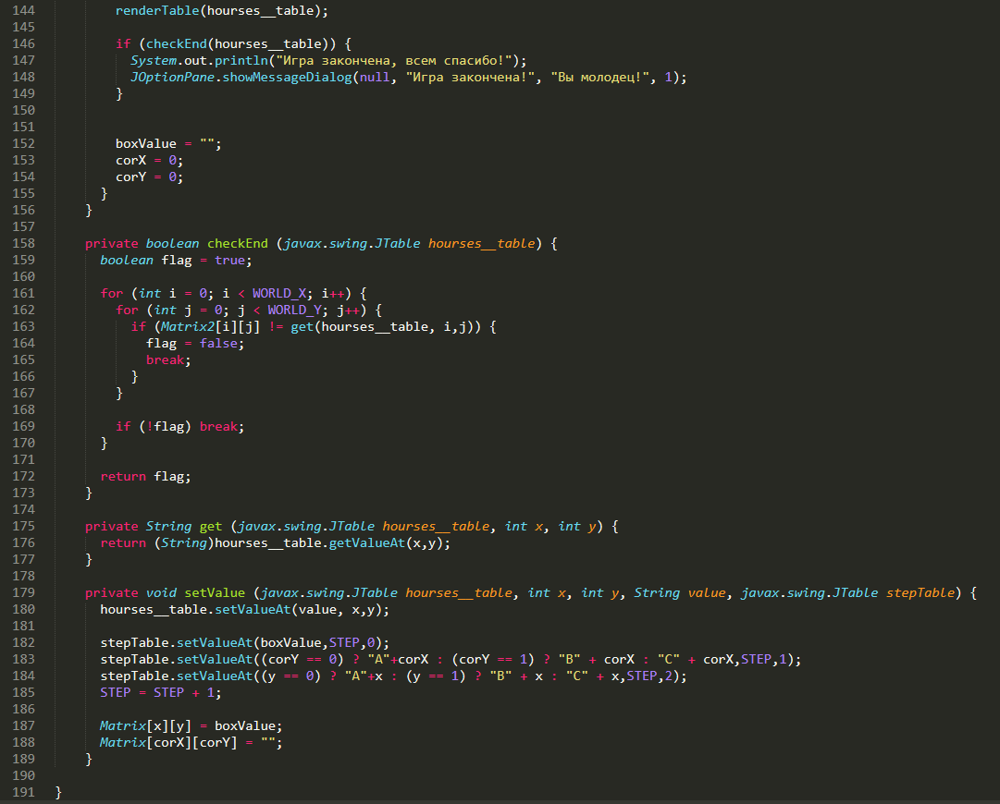 144 renderTable(hourses__table);
145
146 if (checkEnd(hourses__table)) {
147 System.out.println("Игра закончена, всем спасибо!");
148 JOptionPane.showMessageDialog(null, "Игра закончена!", "Вы молодец!", 1);
149 }
150
151
152 boxValue = "";
153 corX = 0;
154 corY = 0;
155 }
156 }
157
158 private boolean checkEnd (javax.swing.JTable hourses__table) {
159 boolean flag = true;
160
161 for (int i = 0; i < WORLD_X; i++) {
162 for (int j = 0; j < WORLD_Y; j++) {
163 if (Matrix2[i][j] != get(hourses__table, i,j)) {
164 flag = false;
165 break;
166 }
167 }
168
169 if (!flag) break;
170 }
171
172 return flag;
173 }
174
175 private String get (javax.swing.JTable hourses__table, int x, int y) {
176 return (String)hourses__table.getValueAt(x,y);
177 }
178
179 private void setValue (javax.swing.JTable hourses__table, int x, int y, String value, javax.swing.JTable stepTable) {
180 hourses__table.setValueAt(value, x,y);
181
182 stepTable.setValueAt(boxValue,STEP,0);
183 stepTable.setValueAt((corY == 0) ? "A"+corX : (corY == 1) ? "B" + corX : "C" + corX,STEP,1);
184 stepTable.setValueAt((y == 0) ? "A"+x : (y == 1) ? "B" + x : "C" + x,STEP,2);
185 STEP = STEP + 1;
186
187 Matrix[x][y] = boxValue;
188 Matrix[corX][corY] = "";
189 }
190
191 }